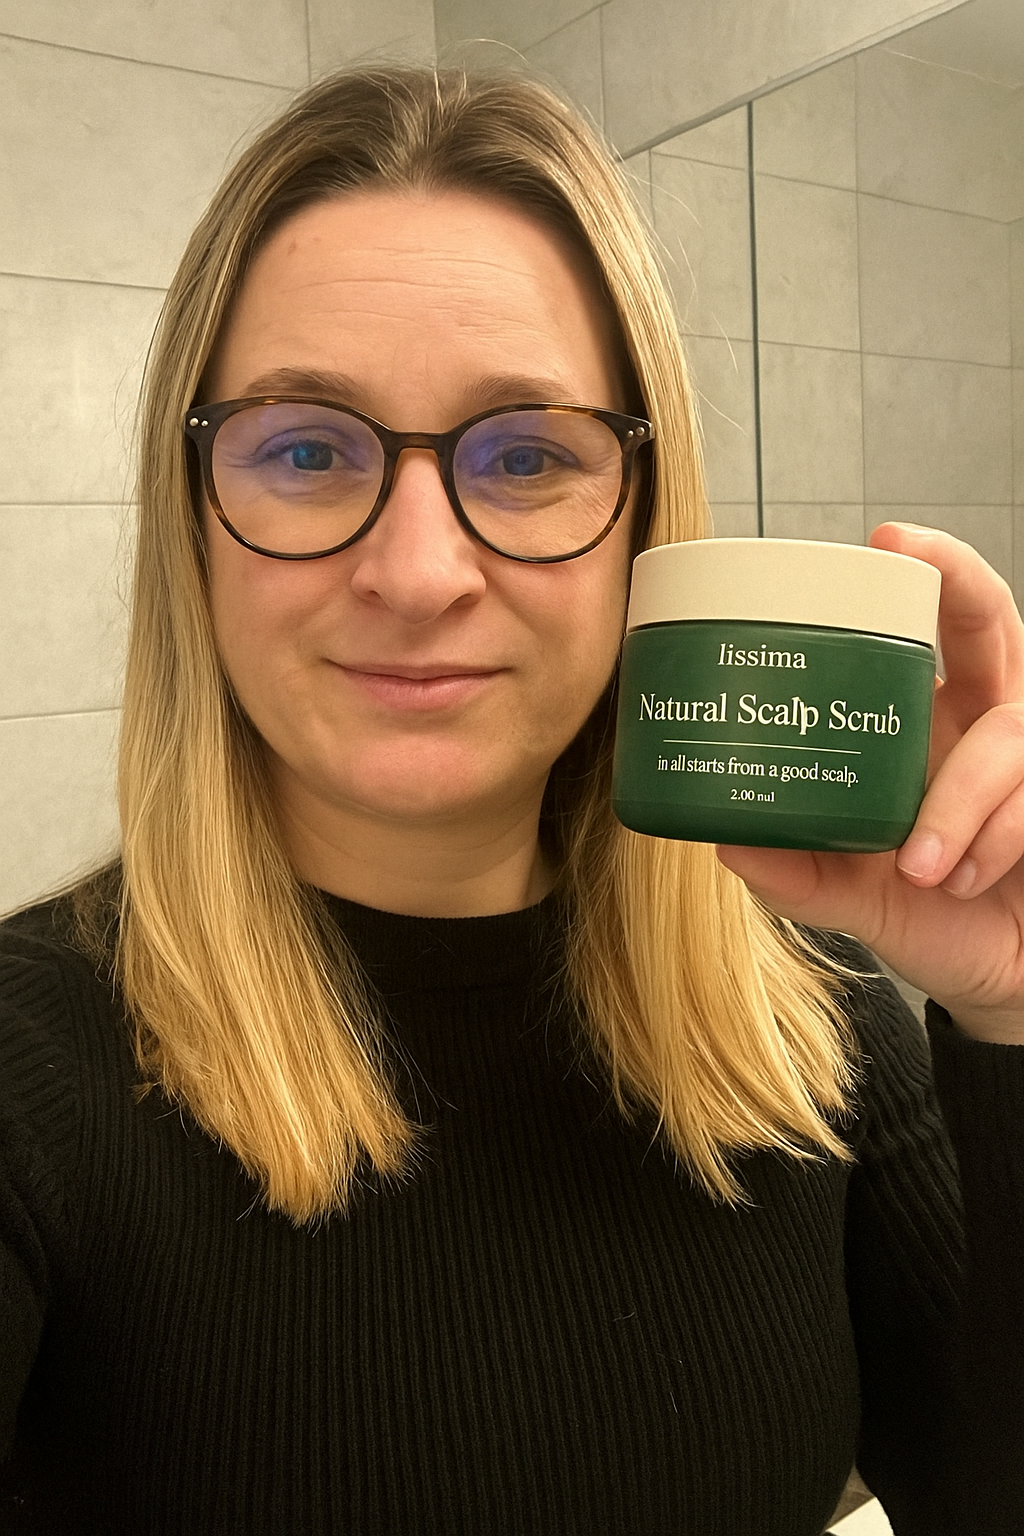 lissima
Natural Scalp Scrub
in all starts from a good scalp.
2.00 nul